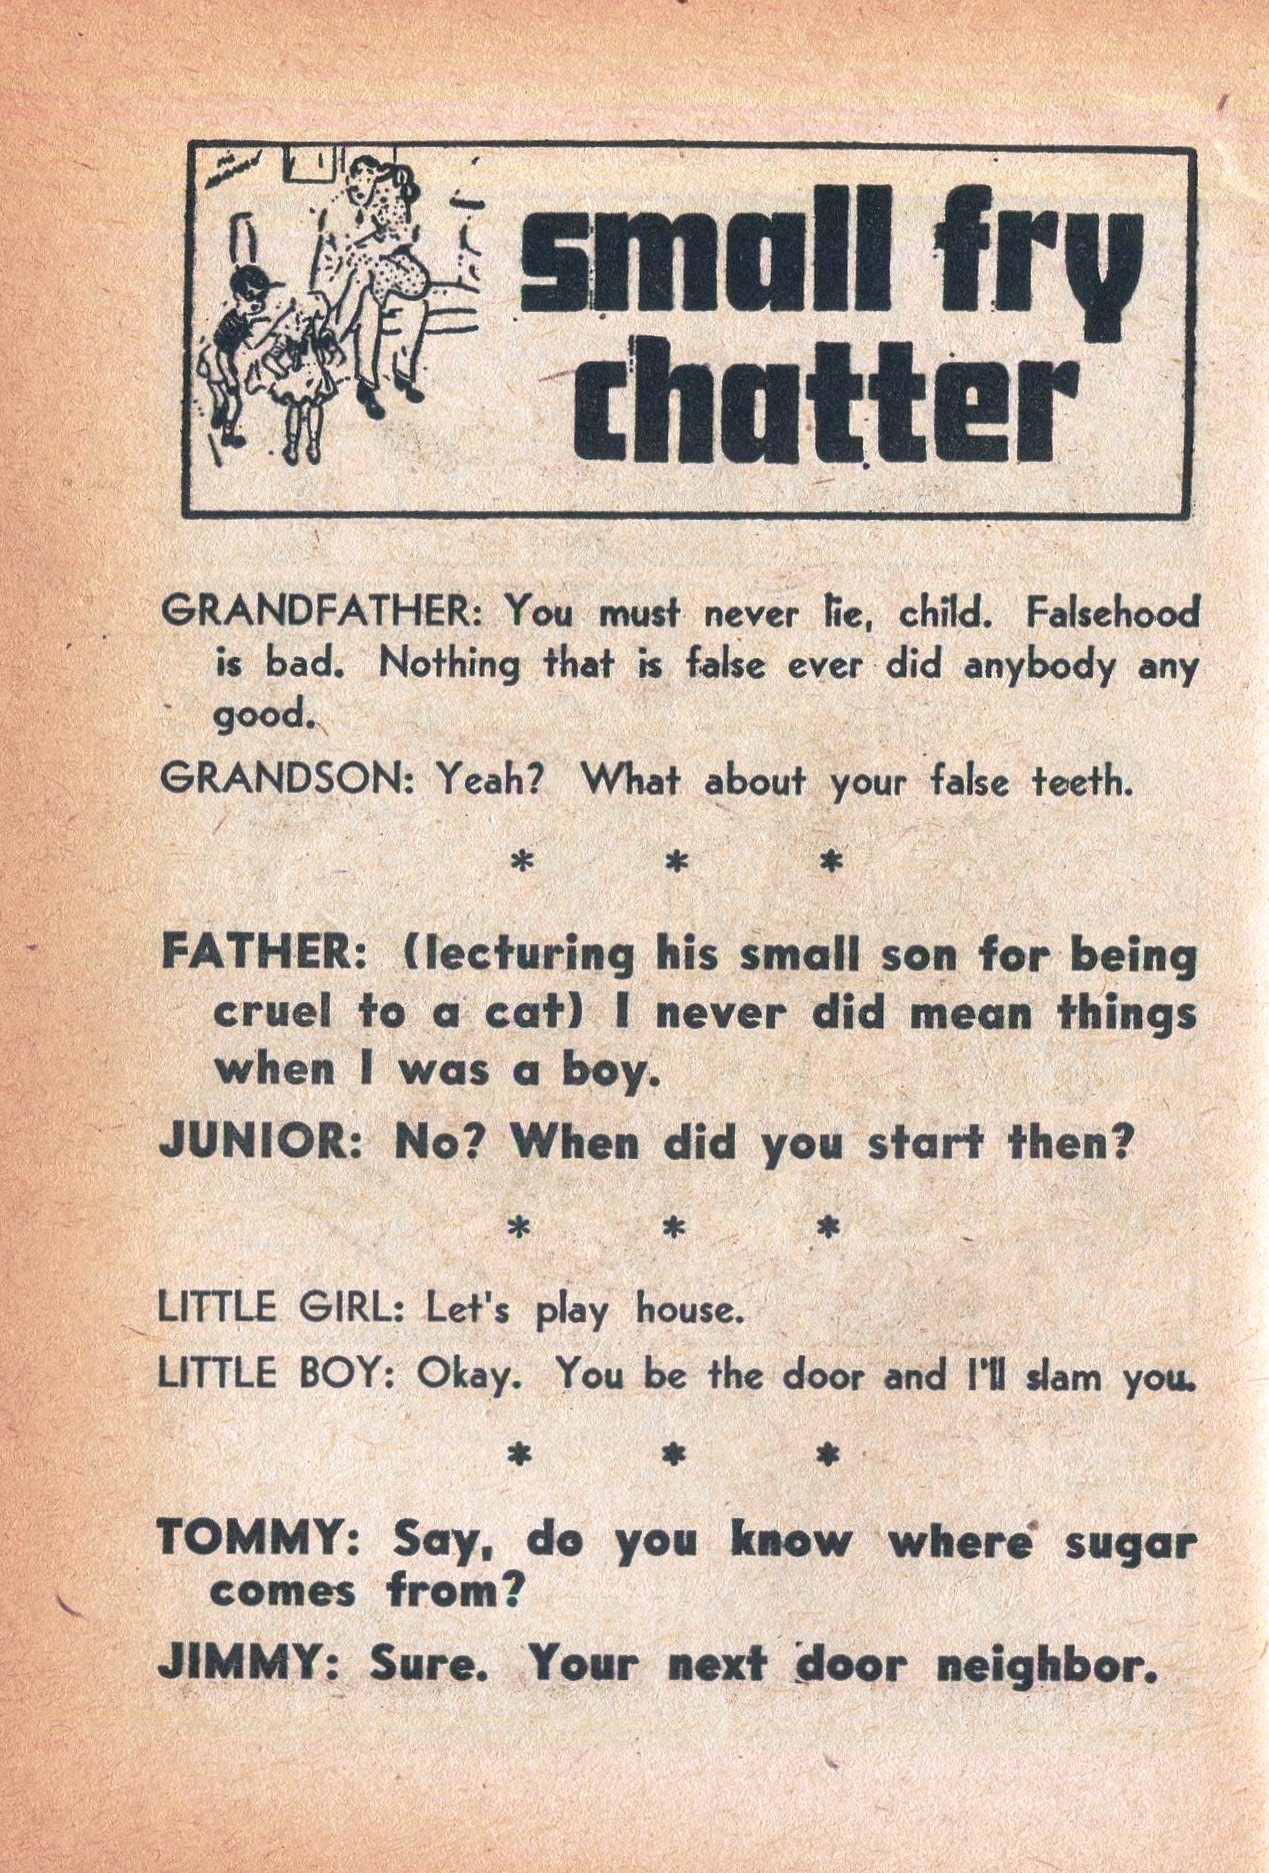 small fry
chatter
GRANDFATHER: You must never lie, child. Falsehood
is bad. Nothing that is false ever did anybody any
good.
GRANDSON: Yeah? What about your false teeth.
* * *
FATHER: (lecturing his small son for being
cruel to a cat) I never did mean things
when I was a boy.
JUNIOR: No? When did you start then?
* * *
LITTLE GIRL: Let's play house.
LITTLE BOY: Okay. You be the door and I'll slam you.
* * *
TOMMY: Say, do you know where sugar
comes from?
JIMMY: Sure. Your next door neighbor.